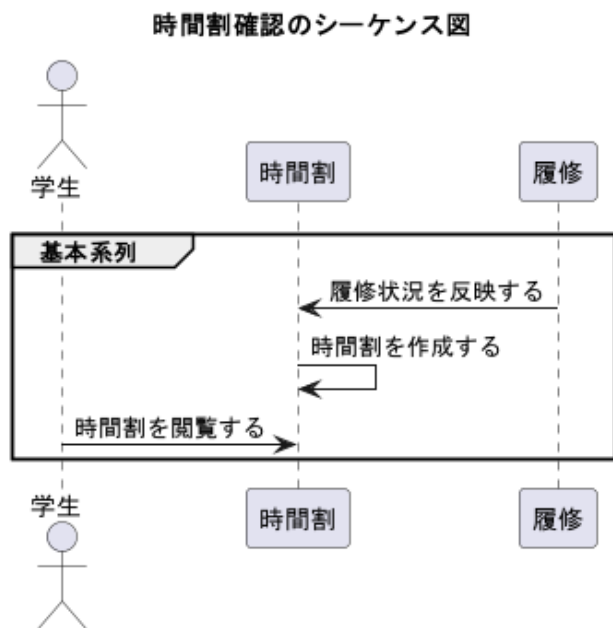 時間割確認のシーケンス図
学生
時間割
履修
基本系列
履修状況を反映する
時間割を作成する
時間割を閲覧する
学生
時間割
履修